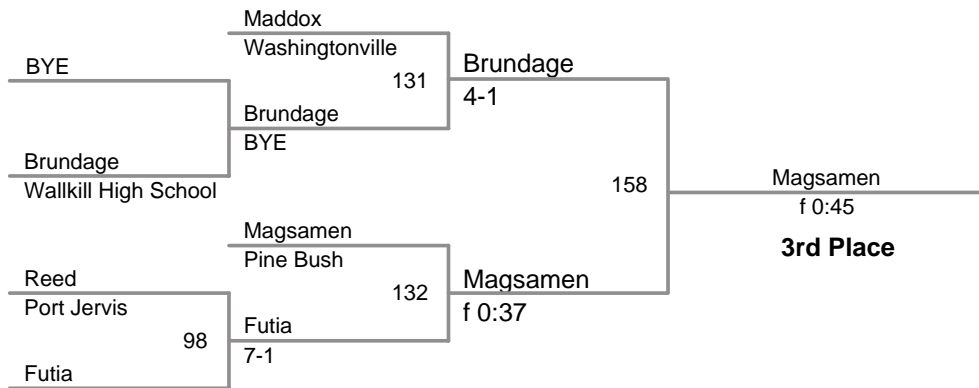 Maddox
Washingtonville
BYE
131
Brundage
4-1
Brundage
BYE
Brundage
Wallkill High School
158
Magsamen
f 0:45
3rd Place
Magsamen
Pine Bush
Reed
Port Jervis
132
Magsamen
f 0:37
98
Futia
7-1
Futia